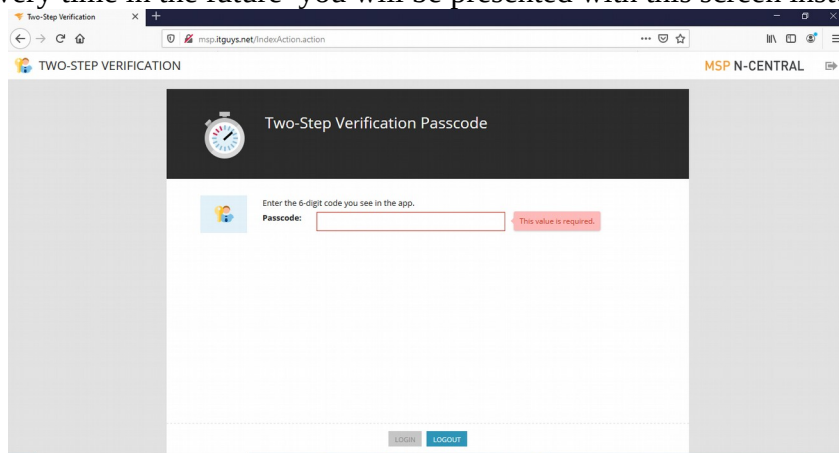 very time in the future you will be presented with this screen inst
Two-Step Verification
msp.itguys.net/IndexAction.action
TWO-STEP VERIFICATION
MSP N-CENTRAL
Two-Step Verification Passcode
Enter the 6-digit code you see in the app.
Passcode:
This value is required.
LOGIN LOGOUT